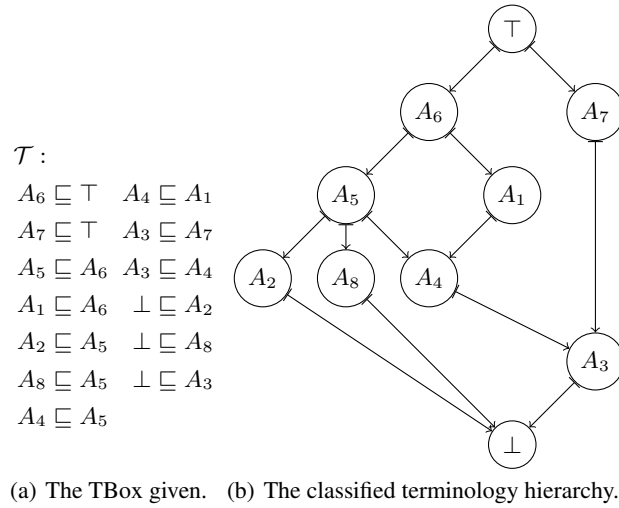 𝒯 :
A₆ ⊑ ⊤ A₄ ⊑ A₁
A₇ ⊑ ⊤ A₃ ⊑ A₇
A₅ ⊑ A₆ A₃ ⊑ A₄
A₁ ⊑ A₆ ⊥ ⊑ A₂
A₂ ⊑ A₅ ⊥ ⊑ A₈
A₈ ⊑ A₅ ⊥ ⊑ A₃
A₄ ⊑ A₅
(a) The TBox given.
⊤
A₆ A₇
A₅ A₁
A₂ A₈ A₄
A₃
⊥
(b) The classified terminology hierarchy.